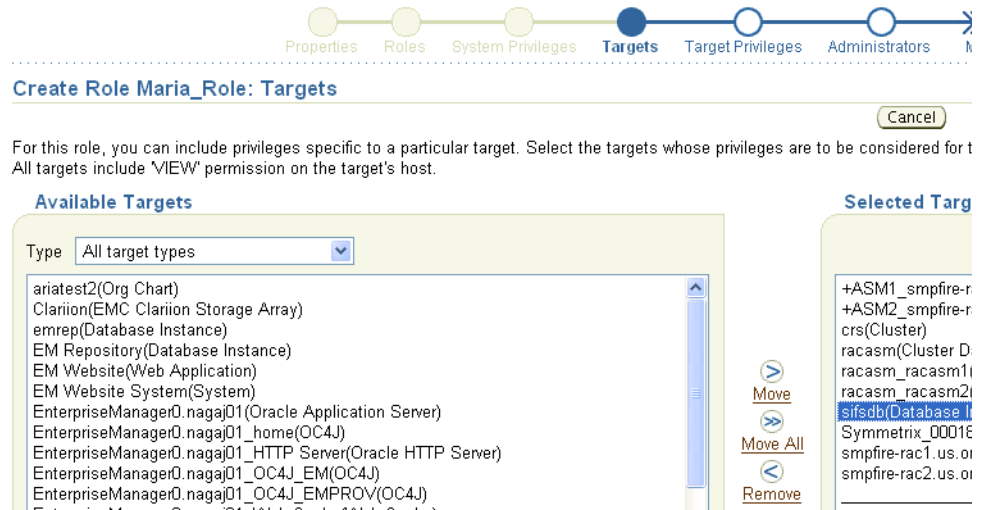 Properties Roles System Privileges Targets Target Privileges Administrators
Create Role Maria_Role: Targets
Cancel
For this role, you can include privileges specific to a particular target. Select the targets whose privileges are to be considered for t
All targets include 'VIEW' permission on the target's host.
Available Targets
Type All target types
ariatest2(Org Chart)
Clariion(EMC Clariion Storage Array)
emrep(Database Instance)
EM Repository(Database Instance)
EM Website(Web Application)
EM Website System(System)
EnterpriseManager0.nagaj01(Oracle Application Server)
EnterpriseManager0.nagaj01_home(OC4J)
EnterpriseManager0.nagaj01_HTTP Server(Oracle HTTP Server)
EnterpriseManager0.nagaj01_OC4J_EM(OC4J)
EnterpriseManager0.nagaj01_OC4J_EMPROV(OC4J)
Move
Move All
Remove
Selected Targ
+ASM1_smpfire-r
+ASM2_smpfire-r
crs(Cluster)
racasm(Cluster D
racasm_racasm1(
racasm_racasm2(
sifsdb(Database I
Symmetrix_00018
smpfire-rac1.us.or
smpfire-rac2.us.or